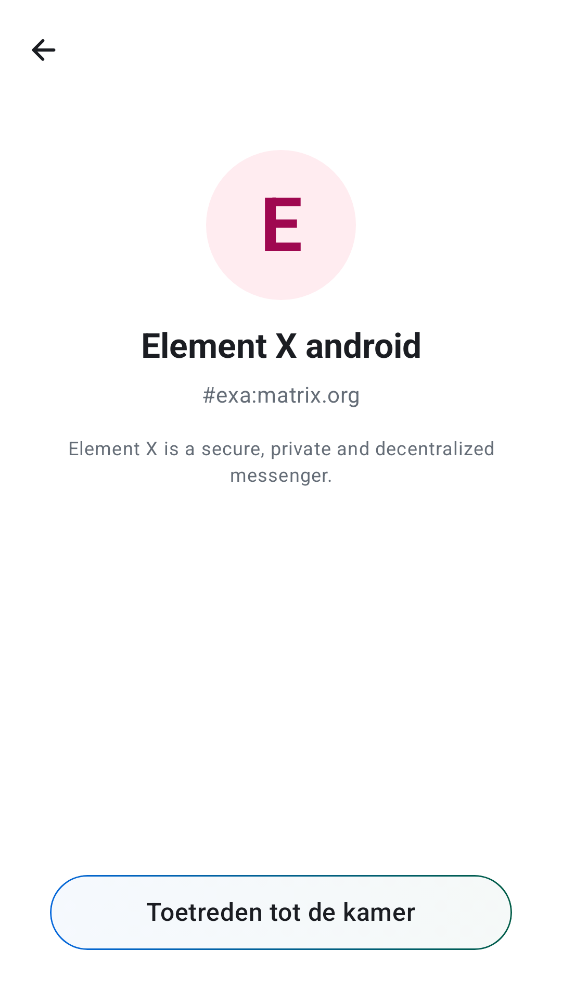 E
Element X android
#exa:matrix.org
Element X is a secure, private and decentralized
messenger.
Toetreden tot de kamer